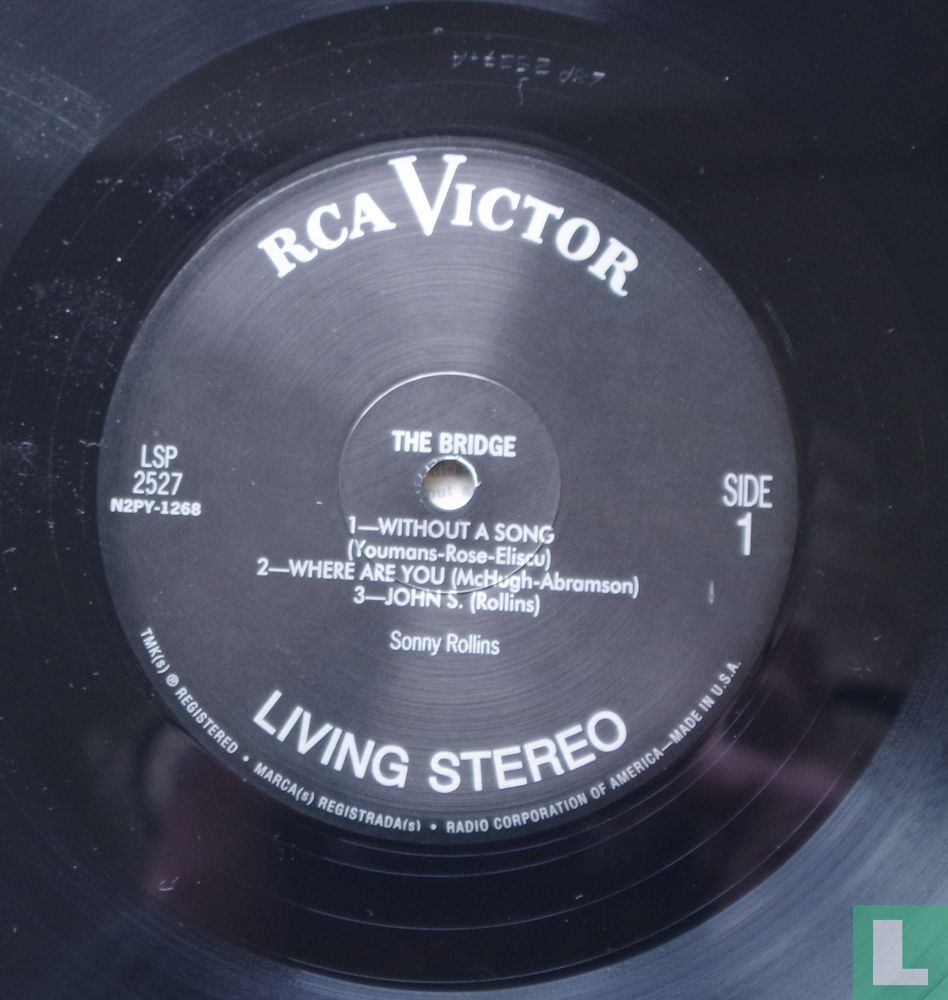 LSP 2527-A
RCA VICTOR
THE BRIDGE
LSP
2527
N2PY-1268
SIDE
1
1—WITHOUT A SONG
(Youmans-Rose-Eliscu)
2—WHERE ARE YOU (McHugh-Abramson)
3—JOHN S. (Rollins)
Sonny Rollins
LIVING STEREO
TMK(s) ® REGISTERED • MARCA(s) REGISTRADA(s) • RADIO CORPORATION OF AMERICA—MADE IN U.S.A.
L